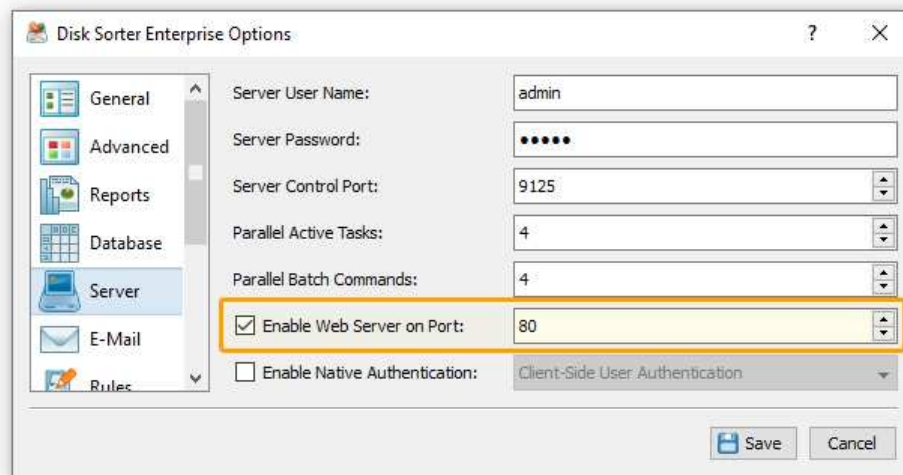 Disk Sorter Enterprise Options
?
General
Advanced
Reports
Database
Server
E-Mail
Rules
Server User Name: admin
Server Password: •••••
Server Control Port: 9125
Parallel Active Tasks: 4
Parallel Batch Commands: 4
Enable Web Server on Port: 80
Enable Native Authentication: Client-Side User Authentication
Save Cancel